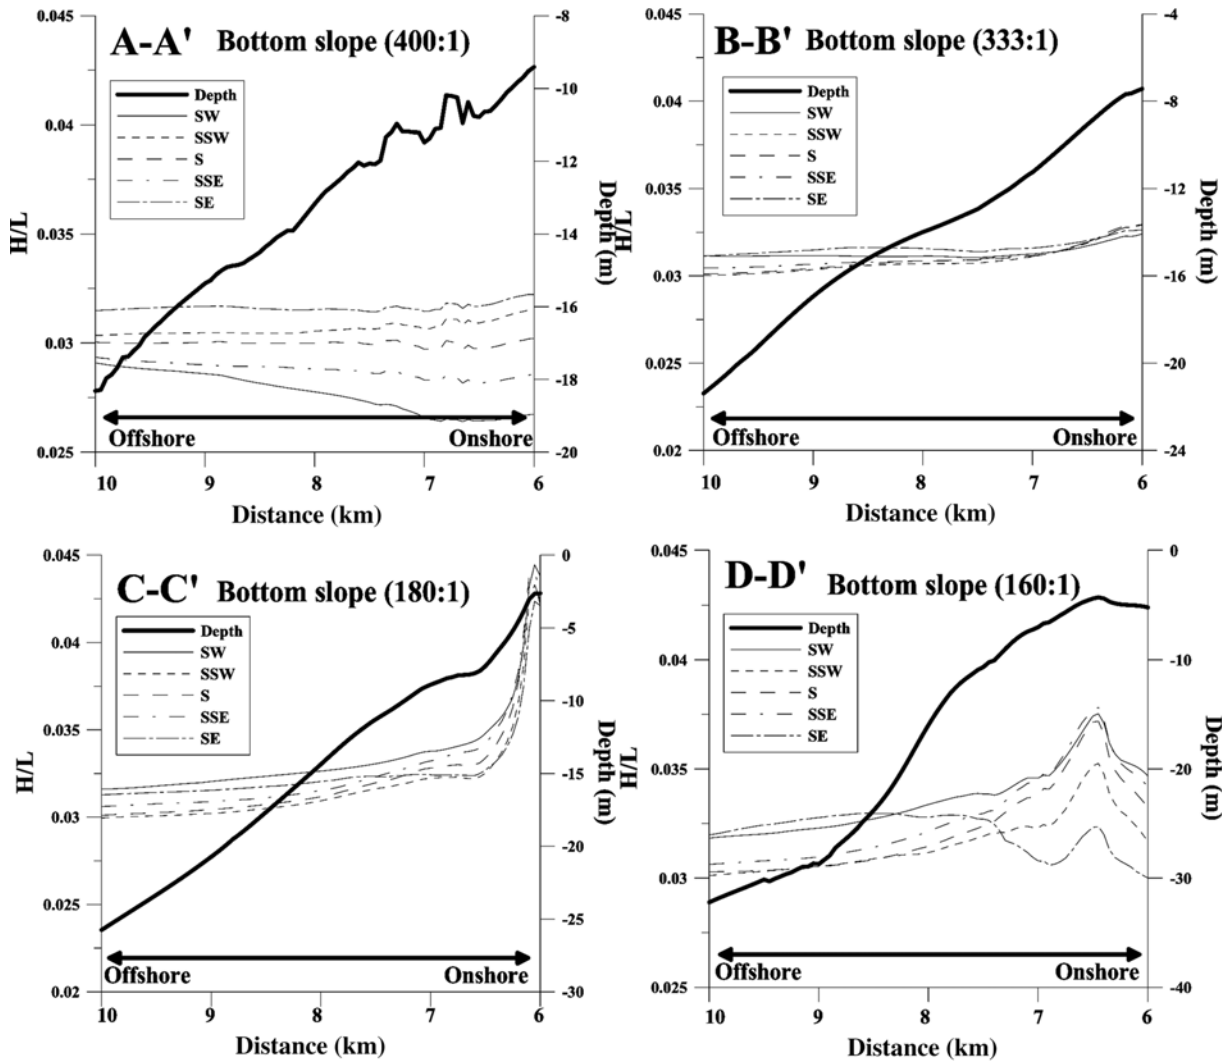 A-A' Bottom slope (400:1)
0.045
0.04
0.035
0.03
0.025
H/L
Depth
SW
SSW
S
SSE
SE
-8
-10
-12
-14
-16
-18
-20
Depth (m)
Offshore
Onshore
10 9 8 7 6
Distance (km)
B-B' Bottom slope (333:1)
0.045
0.04
0.035
0.03
0.025
0.02
H/L
Depth
SW
SSW
S
SSE
SE
-4
-8
-12
-16
-20
-24
Depth (m)
Offshore
Onshore
10 9 8 7 6
Distance (km)
C-C' Bottom slope (180:1)
0.045
0.04
0.035
0.03
0.025
0.02
H/L
Depth
SW
SSW
S
SSE
SE
0
-5
-10
-15
-20
-25
-30
Depth (m)
Offshore
Onshore
10 9 8 7 6
Distance (km)
D-D' Bottom slope (160:1)
0.045
0.04
0.035
0.03
0.025
H/L
Depth
SW
SSW
S
SSE
SE
0
-10
-20
-30
-40
Depth (m)
Offshore
Onshore
10 9 8 7 6
Distance (km)